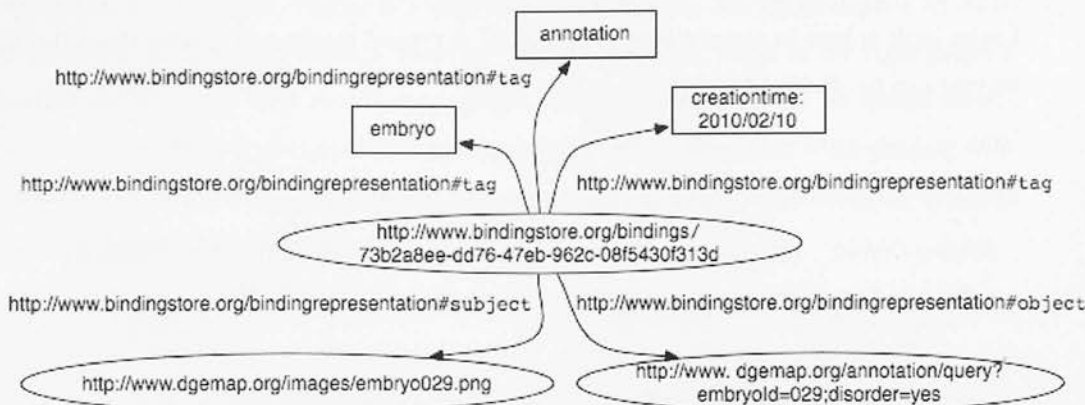 annotation
http://www.bindingstore.org/bindingrepresentation#tag
creationtime:
2010/02/10
embryo
http://www.bindingstore.org/bindingrepresentation#tag
http://www.bindingstore.org/bindingrepresentation#tag
http://www.bindingstore.org/bindings/
73b2a8ee-dd76-47eb-962c-08f5430f313d
http://www.bindingstore.org/bindingrepresentation#subject
http://www.bindingstore.org/bindingrepresentation#object
http://www.dgemap.org/images/embryo029.png
http://www. dgemap.org/annotation/query?
embryoId=029;disorder=yes